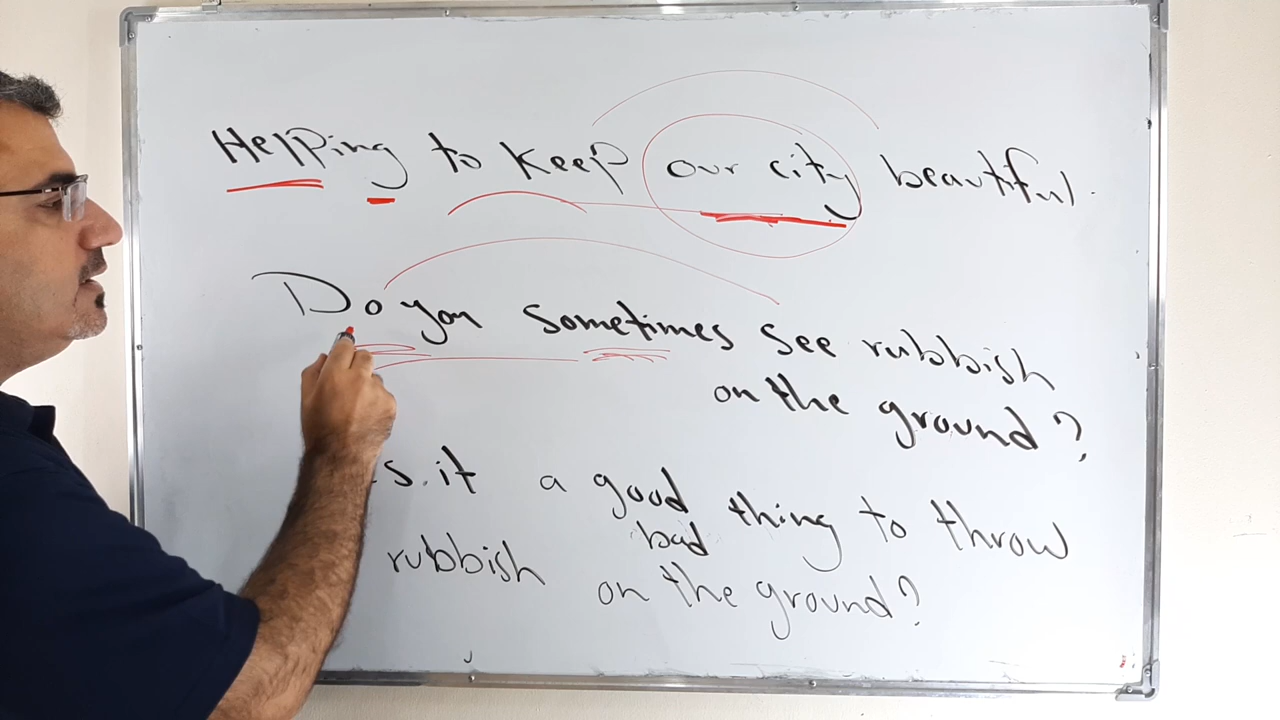 Helping to keep our city beautiful.
Do you sometimes see rubbish
on the ground?
s it a good thing to throw
bad
rubbish on the ground?